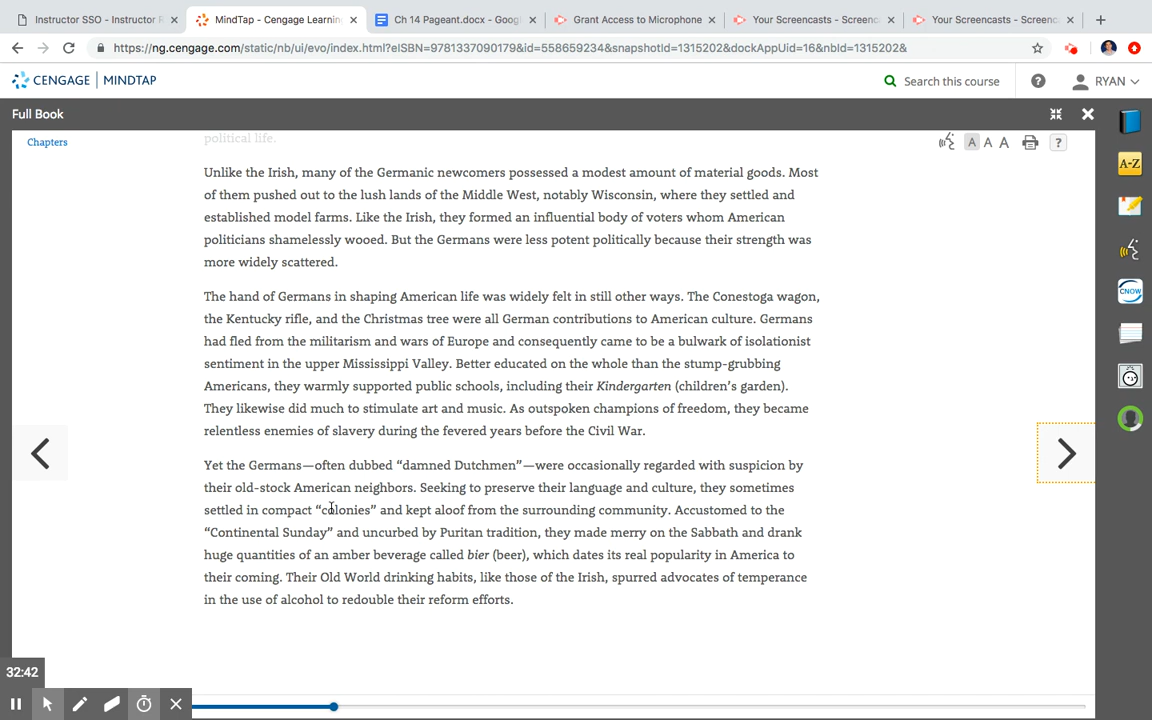 Instructor SSO - Instructor R
MindTap - Cengage Learnin
Ch 14 Pageant.docx - Googl
Grant Access to Microphone
Your Screencasts - Screenc
Your Screencasts - Screenc
https://ng.cengage.com/static/nb/ui/evo/index.html?eISBN=9781337090179&id=558659234&snapshotId=1315202&dockAppUid=16&nbId=1315202&
CENGAGE | MINDTAP
Search this course
?
RYAN
Full Book
Chapters
political life.
A A A
?
A-Z
Unlike the Irish, many of the Germanic newcomers possessed a modest amount of material goods. Most
of them pushed out to the lush lands of the Middle West, notably Wisconsin, where they settled and
established model farms. Like the Irish, they formed an influential body of voters whom American
politicians shamelessly wooed. But the Germans were less potent politically because their strength was
more widely scattered.
CNOW
The hand of Germans in shaping American life was widely felt in still other ways. The Conestoga wagon,
the Kentucky rifle, and the Christmas tree were all German contributions to American culture. Germans
had fled from the militarism and wars of Europe and consequently came to be a bulwark of isolationist
sentiment in the upper Mississippi Valley. Better educated on the whole than the stump-grubbing
Americans, they warmly supported public schools, including their Kindergarten (children’s garden).
They likewise did much to stimulate art and music. As outspoken champions of freedom, they became
relentless enemies of slavery during the fevered years before the Civil War.
Yet the Germans—often dubbed “damned Dutchmen”—were occasionally regarded with suspicion by
their old-stock American neighbors. Seeking to preserve their language and culture, they sometimes
settled in compact “colonies” and kept aloof from the surrounding community. Accustomed to the
“Continental Sunday” and uncurbed by Puritan tradition, they made merry on the Sabbath and drank
huge quantities of an amber beverage called bier (beer), which dates its real popularity in America to
their coming. Their Old World drinking habits, like those of the Irish, spurred advocates of temperance
in the use of alcohol to redouble their reform efforts.
32:42